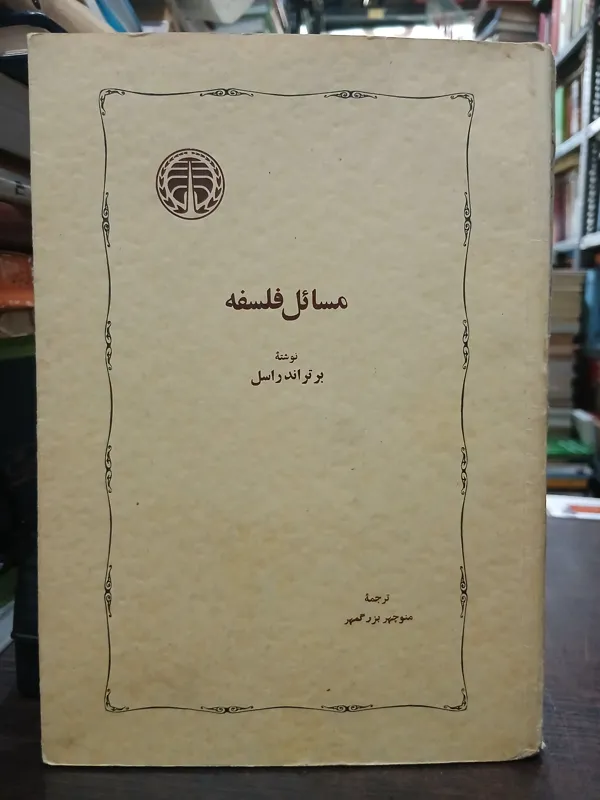 مسائل فلسفه
نوشتهٔ
برتراند راسل
ترجمهٔ
منوچهر بزرگمهر